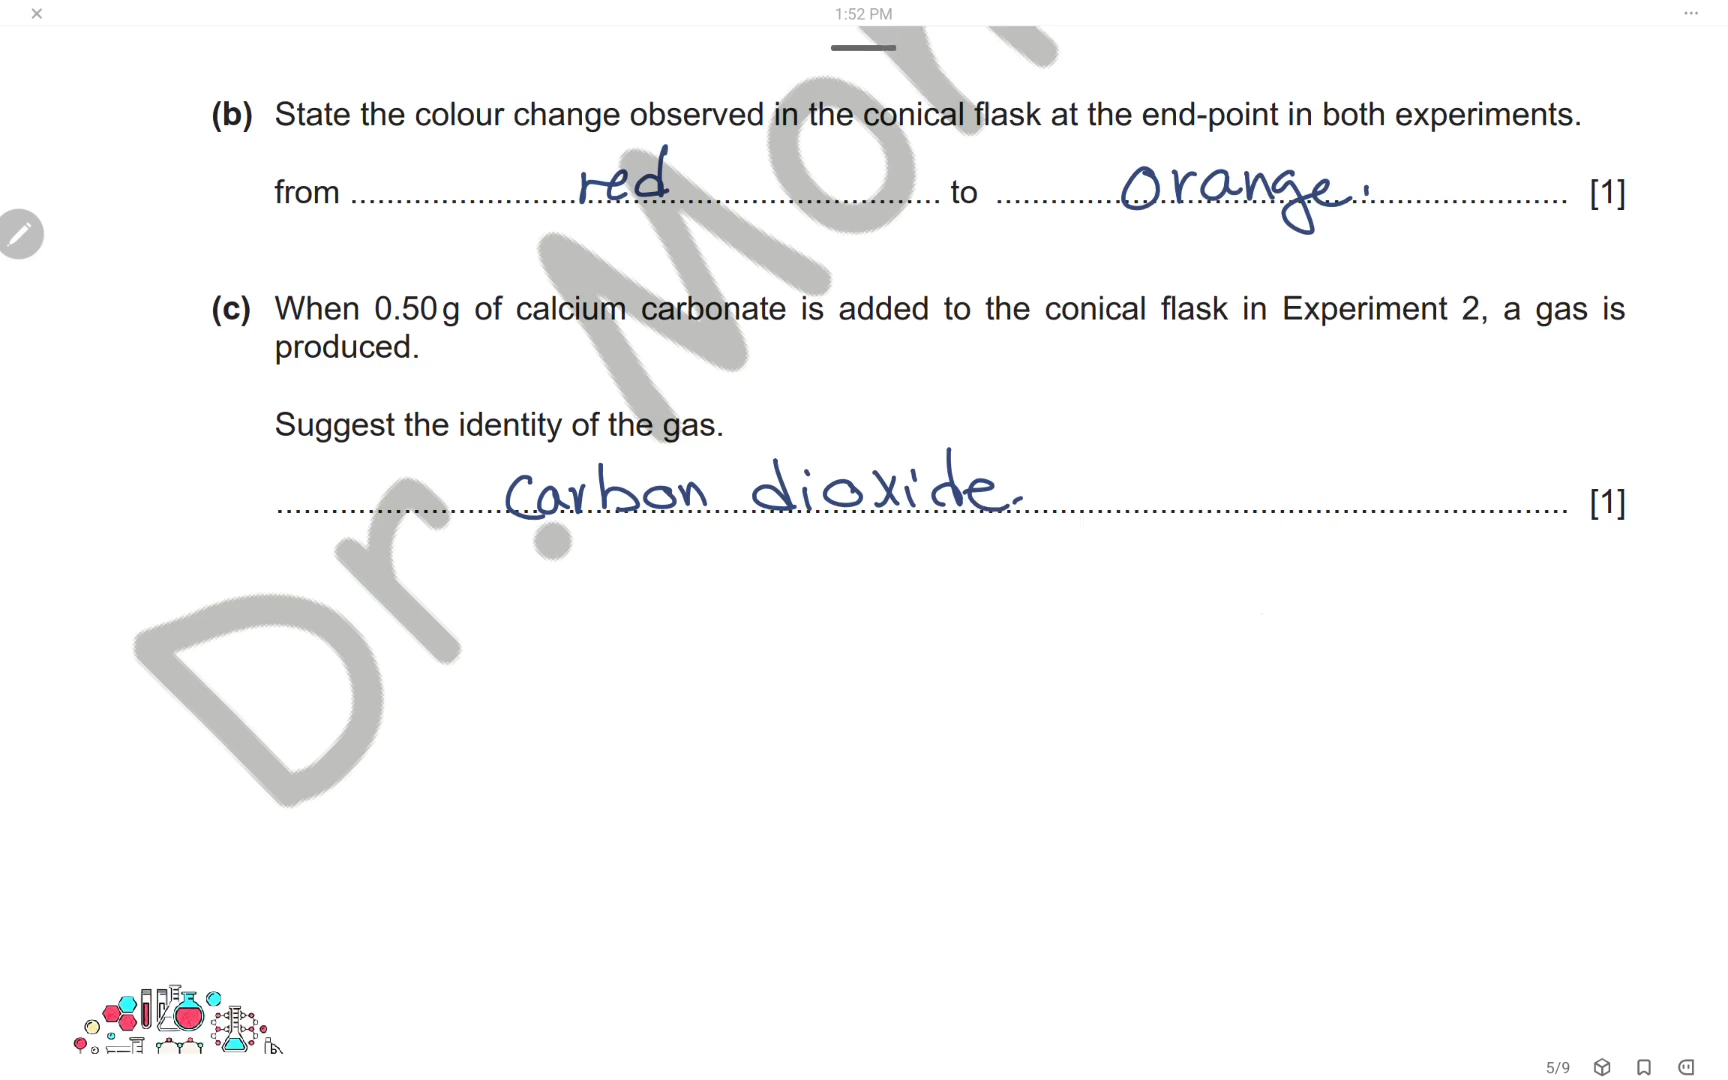 1:52 PM
(b) State the colour change observed in the conical flask at the end-point in both experiments.
from ........ red ........ to ........ orange. ........ [1]
(c) When 0.50 g of calcium carbonate is added to the conical flask in Experiment 2, a gas is
produced.
Suggest the identity of the gas.
........ carbon dioxide. ........ [1]
Dr. Mon
5/9